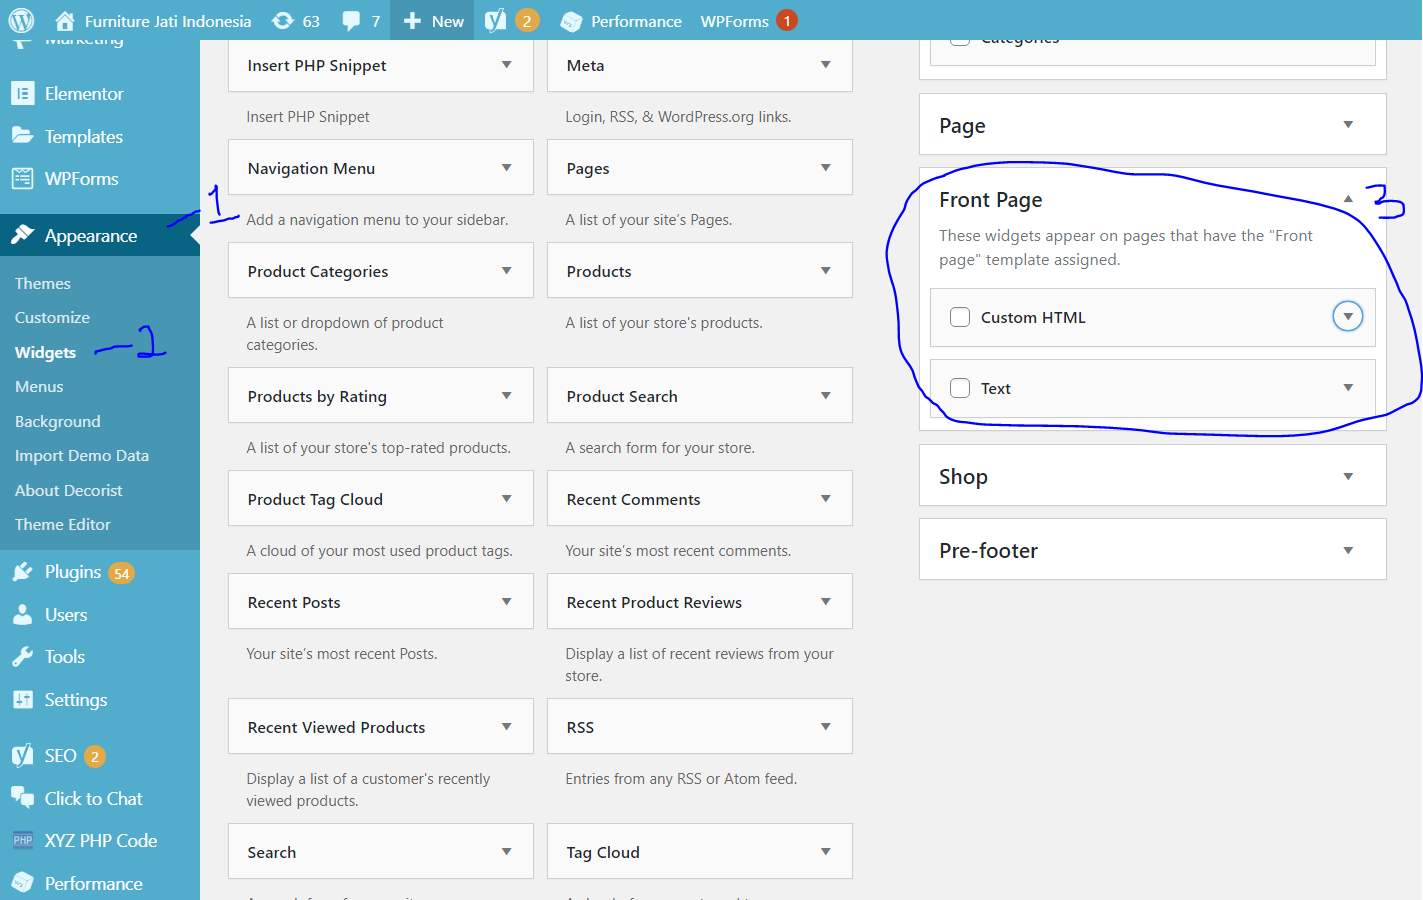 Furniture Jati Indonesia 63 7 New 2 Performance WPForms 1
Marketing
Elementor
Templates
WPForms
Appearance
Themes
Customize
Widgets
Menus
Background
Import Demo Data
About Decorist
Theme Editor
Plugins 54
Users
Tools
Settings
SEO 2
Click to Chat
PHP XYZ PHP Code
Performance
1
2
Insert PHP Snippet
Insert PHP Snippet
Meta
Login, RSS, & WordPress.org links.
Navigation Menu
Add a navigation menu to your sidebar.
Pages
A list of your site’s Pages.
Product Categories
A list or dropdown of product
categories.
Products
A list of your store's products.
Products by Rating
A list of your store's top-rated products.
Product Search
A search form for your store.
Product Tag Cloud
A cloud of your most used product tags.
Recent Comments
Your site’s most recent comments.
Recent Posts
Your site’s most recent Posts.
Recent Product Reviews
Display a list of recent reviews from your
store.
Recent Viewed Products
Display a list of a customer's recently
viewed products.
RSS
Entries from any RSS or Atom feed.
Search
Tag Cloud
Categories
Page
Front Page
3
These widgets appear on pages that have the "Front
page" template assigned.
Custom HTML
Text
Shop
Pre-footer